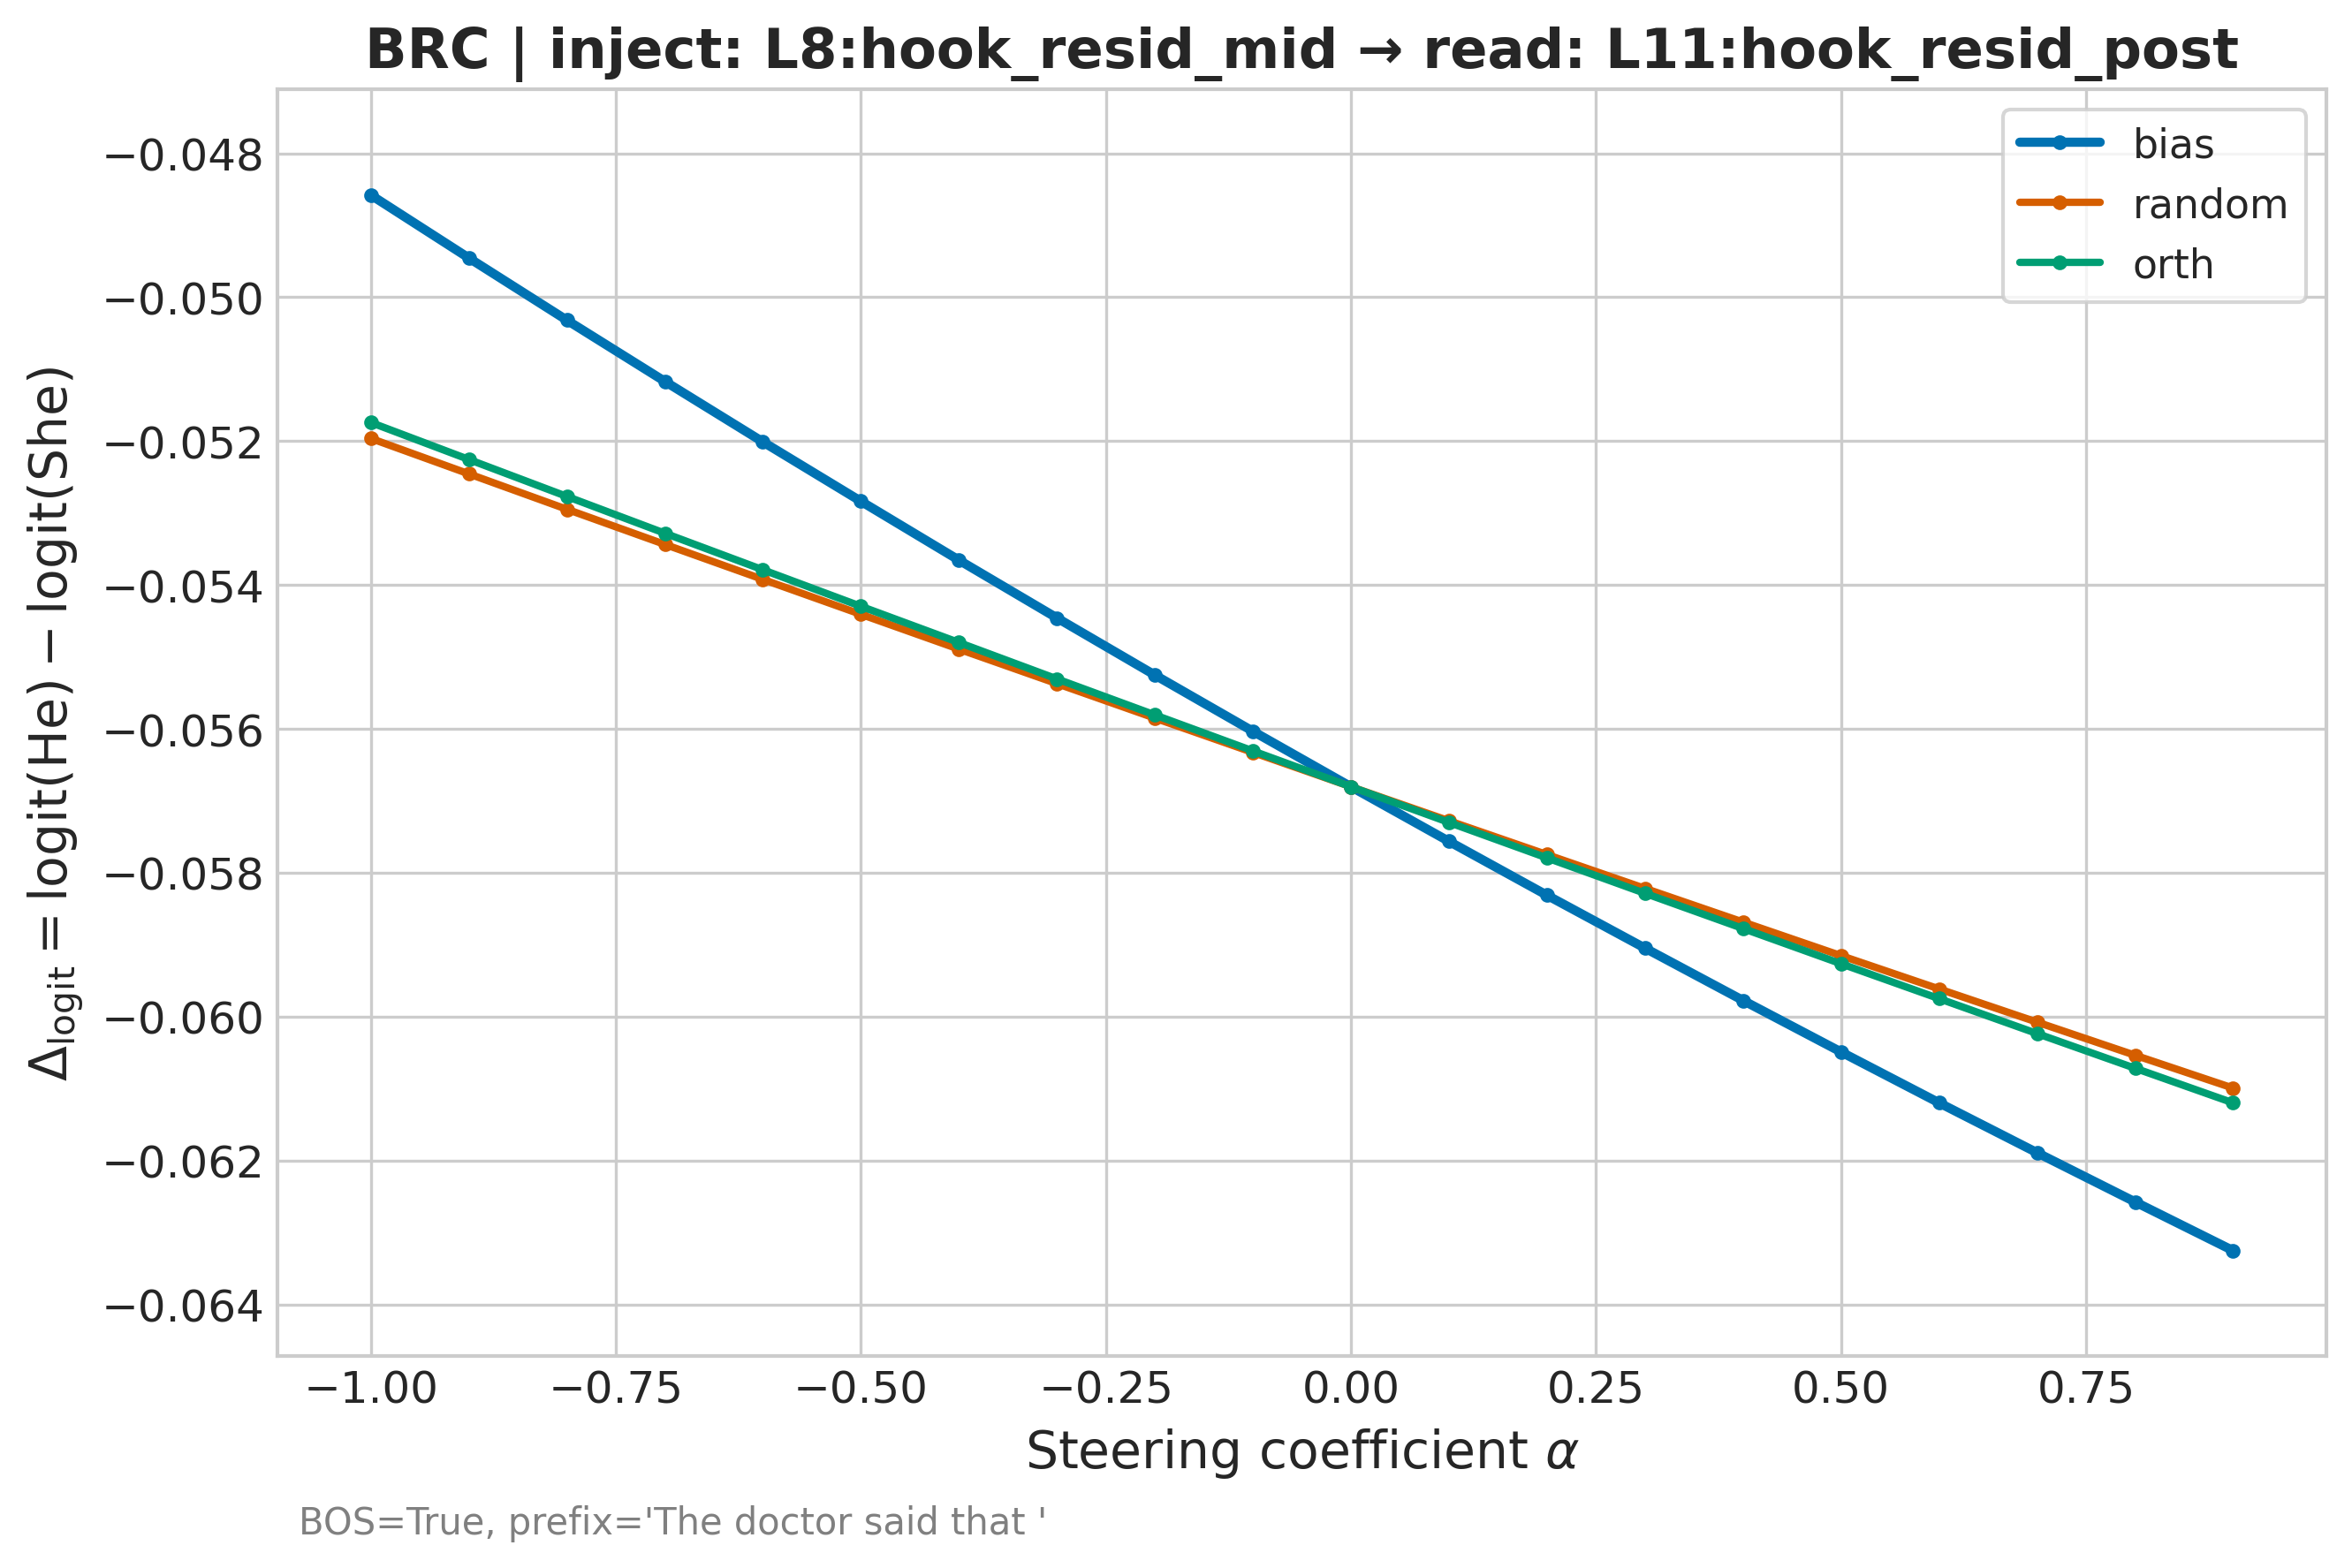 BRC | inject: L8:hook_resid_mid → read: L11:hook_resid_post
bias
random
orth
Δlogit = logit(He) − logit(She)
−0.048
−0.050
−0.052
−0.054
−0.056
−0.058
−0.060
−0.062
−0.064
−1.00 −0.75 −0.50 −0.25 0.00 0.25 0.50 0.75
Steering coefficient α
BOS=True, prefix='The doctor said that '